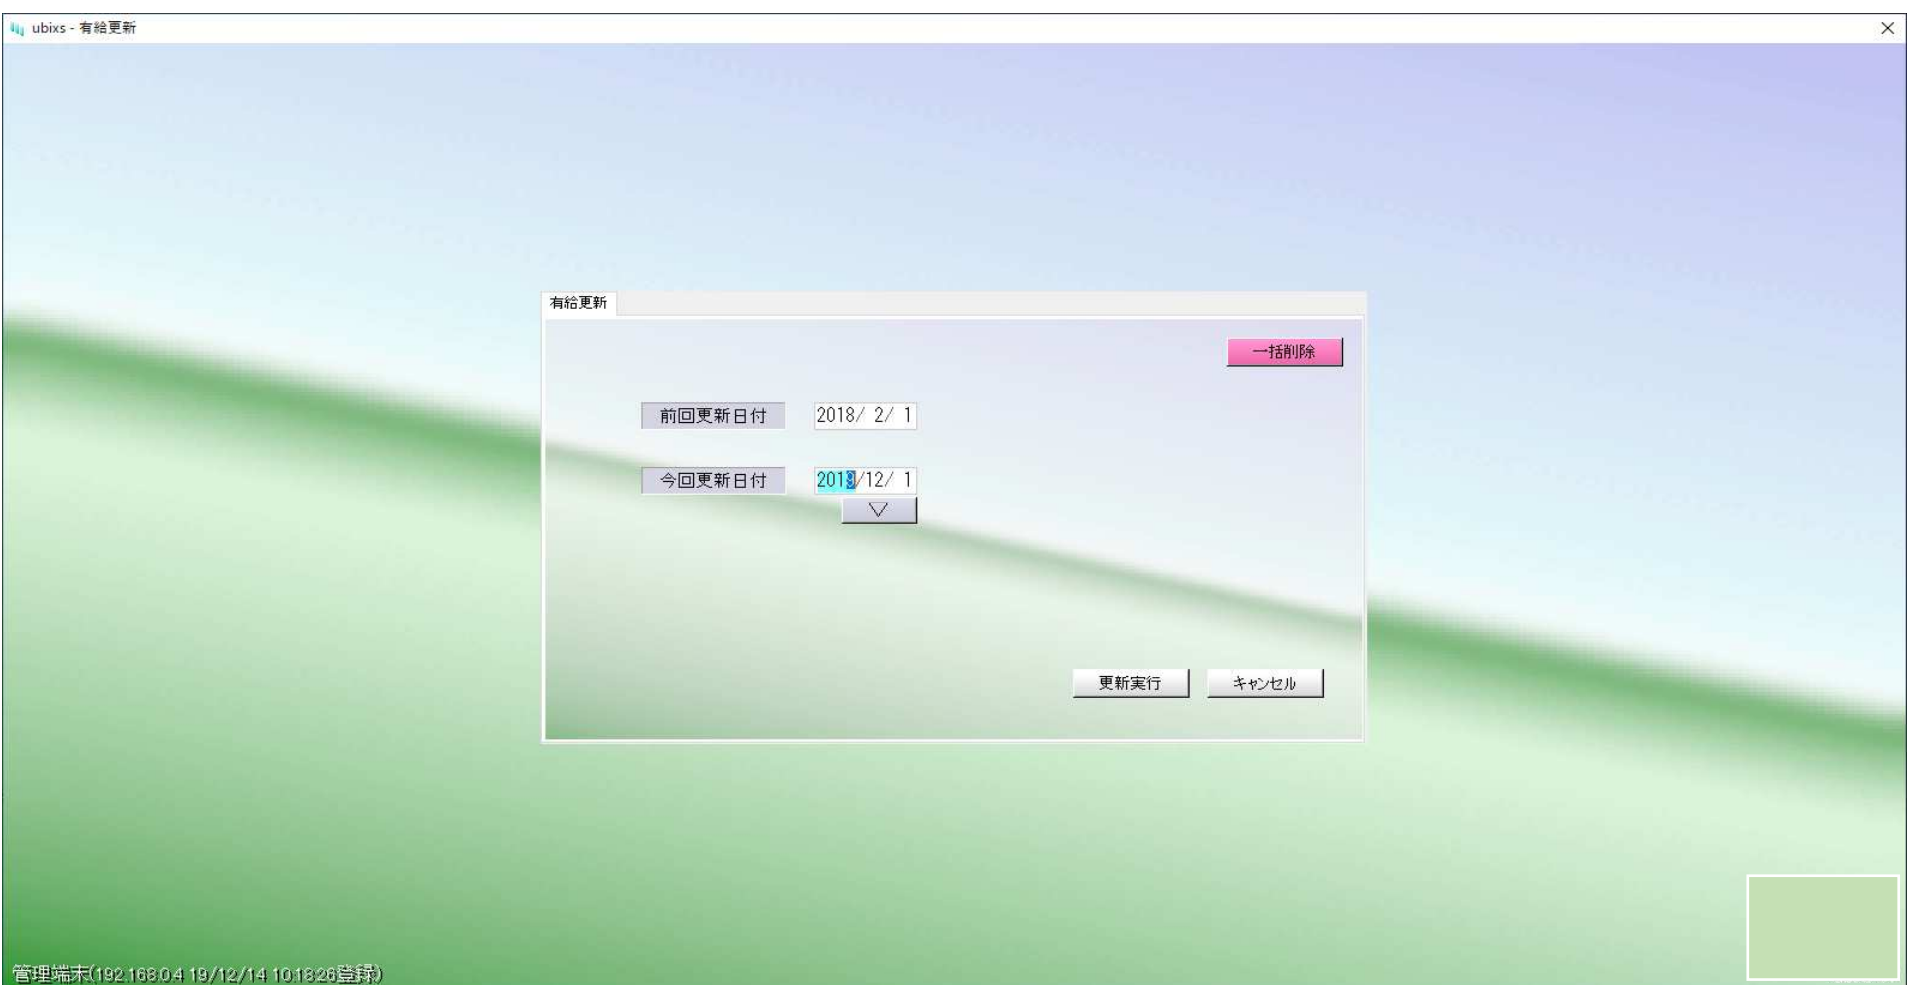 ubixs - 有給更新
有給更新
一括削除
前回更新日付 2018/ 2/ 1
今回更新日付 2019/12/ 1
▽
更新実行 キャンセル
管理端末(192.168.0.4 19/12/14 10:18:26登録)